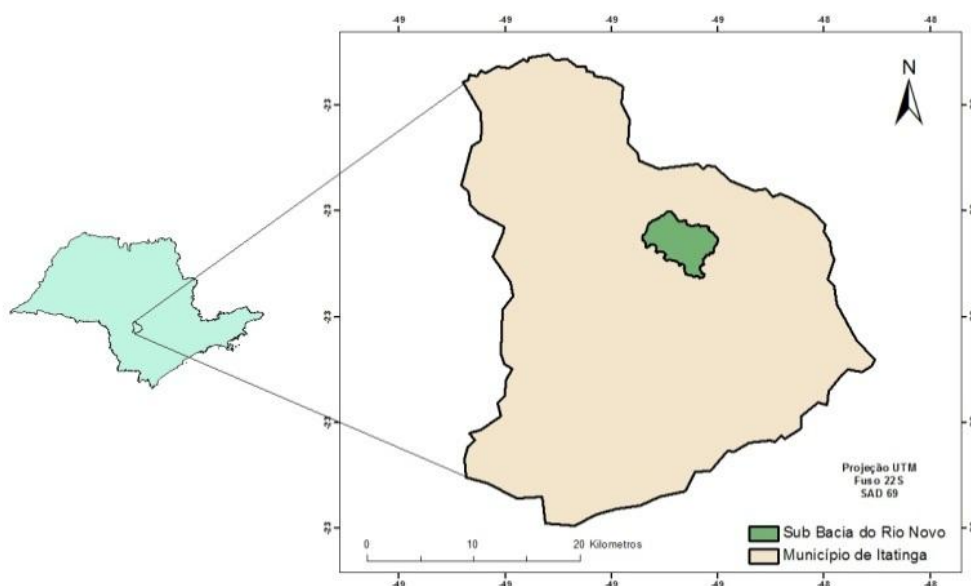 -49 -49 -49 -49 -48 -48
N
-23
-23
-23
-23
-23
Projeção UTM
Fuso 22S
SAD 69
Sub Bacia do Rio Novo
Município de Itatinga
0 10 20 Kilometros
-49 -49 -49 -49 -48 -48